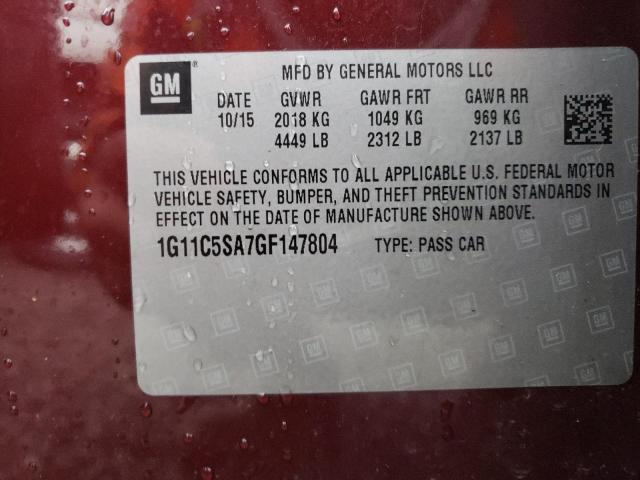 GM® MFD BY GENERAL MOTORS LLC
DATE GVWR GAWR FRT GAWR RR
10/15 2018 KG 1049 KG 969 KG
4449 LB 2312 LB 2137 LB
THIS VEHICLE CONFORMS TO ALL APPLICABLE U.S. FEDERAL MOTOR
VEHICLE SAFETY, BUMPER, AND THEFT PREVENTION STANDARDS IN
EFFECT ON THE DATE OF MANUFACTURE SHOWN ABOVE.
1G11C5SA7GF147804 TYPE: PASS CAR